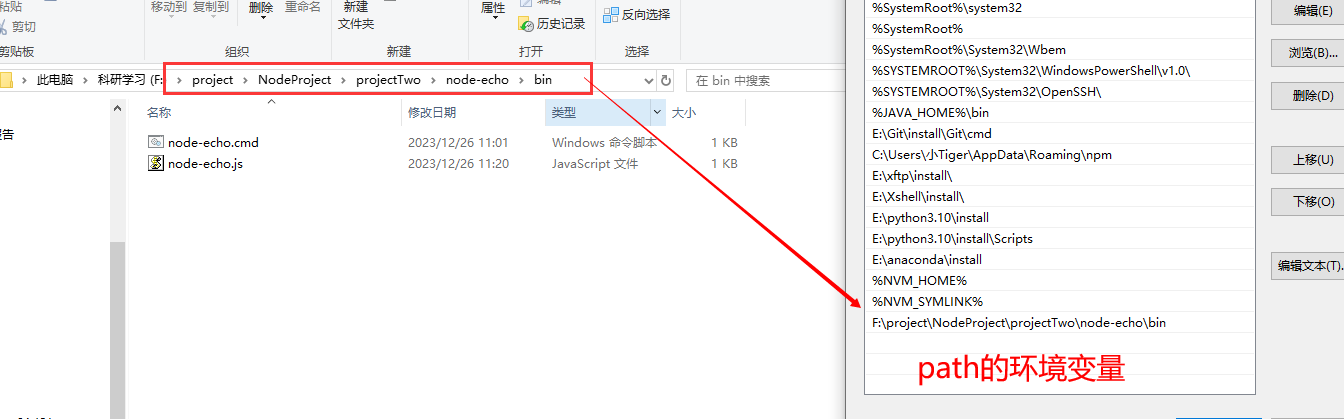 粘贴
剪切
剪贴板
移动到 复制到 删除 重命名
组织
新建
文件夹
新建
属性
编辑
历史记录
打开
反向选择
选择
此电脑 > 科研学习 (F: > project > NodeProject > projectTwo > node-echo > bin
在 bin 中搜索
名称 修改日期 类型 大小
报告
node-echo.cmd 2023/12/26 11:01 Windows 命令脚本 1 KB
node-echo.js 2023/12/26 11:20 JavaScript 文件 1 KB
%SystemRoot%\system32
%SystemRoot%
%SystemRoot%\System32\Wbem
%SYSTEMROOT%\System32\WindowsPowerShell\v1.0\
%SYSTEMROOT%\System32\OpenSSH\
%JAVA_HOME%\bin
E:\Git\install\Git\cmd
C:\Users\小Tiger\AppData\Roaming\npm
E:\xftp\install\
E:\Xshell\install\
E:\python3.10\install
E:\python3.10\install\Scripts
E:\anaconda\install
%NVM_HOME%
%NVM_SYMLINK%
F:\project\NodeProject\projectTwo\node-echo\bin
path的环境变量
编辑(E)
浏览(B)...
删除(D)
上移(U)
下移(O)
编辑文本(T).